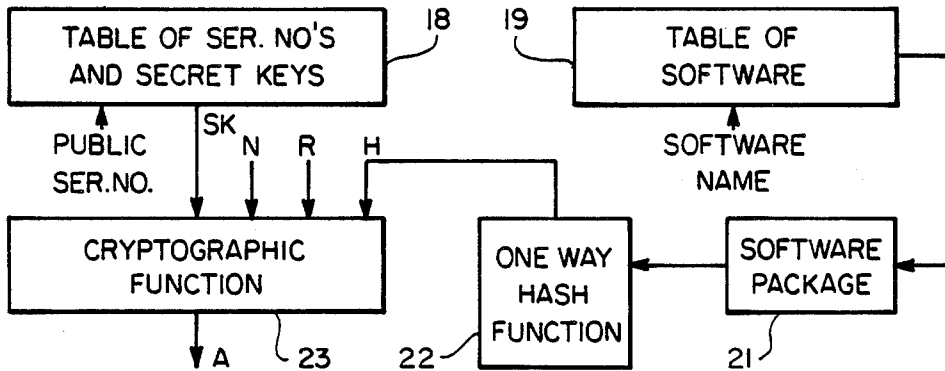 18
19
TABLE OF SER. NO'S
AND SECRET KEYS
TABLE OF
SOFTWARE
PUBLIC
SER.NO.
SK
N
R
H
SOFTWARE
NAME
CRYPTOGRAPHIC
FUNCTION
ONE WAY
HASH
FUNCTION
SOFTWARE
PACKAGE
A
23
22
21